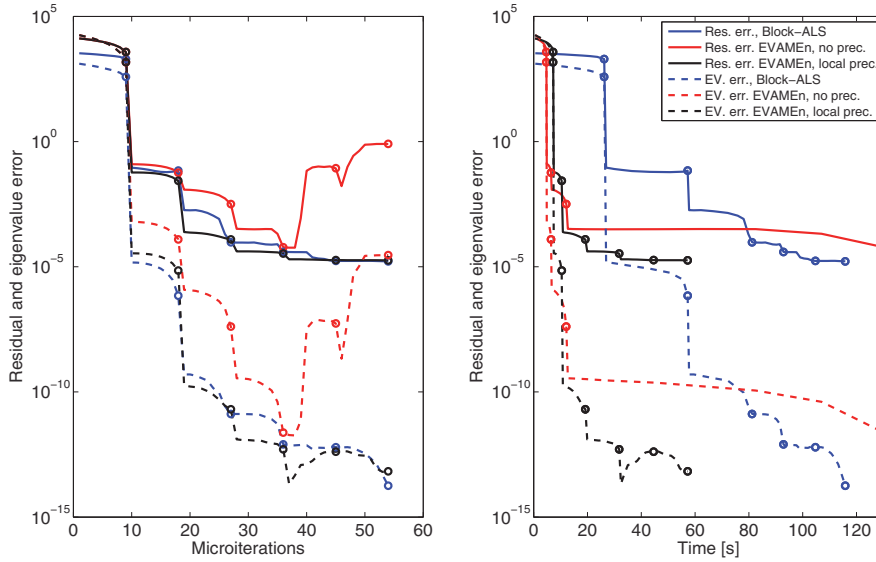 Residual and eigenvalue error
10^5
10^0
10^−5
10^−10
10^−15
0 10 20 30 40 50 60
Microiterations
Residual and eigenvalue error
10^5
10^0
10^−5
10^−10
10^−15
0 20 40 60 80 100 120
Time [s]
Res. err., Block−ALS
Res. err. EVAMEn, no prec.
Res. err. EVAMEn, local prec.
EV. err., Block−ALS
EV. err. EVAMEn, no prec.
EV. err. EVAMEn, local prec.